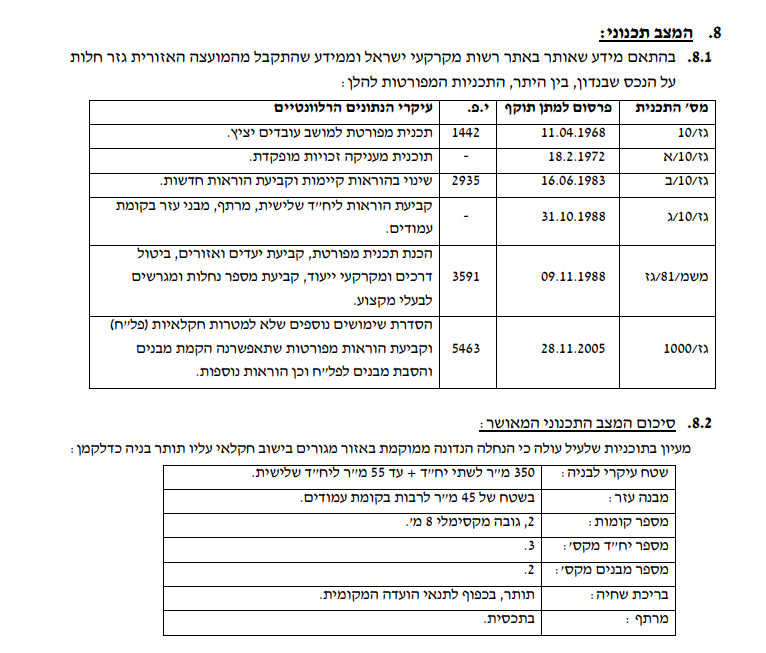 8. המצב תכנוני:
8.1. בהתאם מידע שאותר באתר רשות מקרקעי ישראל וממידע שהתקבל מהמועצה האזורית גזר חלות
על הנכס שבנדון, בין היתר, התכניות המפורטות להלן:
מס' התכנית פרסום למתן תוקף י.פ. עיקרי הנתונים הרלוונטיים
גז/10 11.04.1968 1442 תכנית מפורטת למושב עובדים יציץ.
גז/10/א 18.2.1972 - תוכנית מעניקה זכויות מופקדת.
גז/10/ב 16.06.1983 2935 שינוי בהוראות קיימות וקביעת הוראות חדשות.
גז/10/ג 31.10.1988 - קביעת הוראות ליח״ד שלישית, מרתף, מבני עזר בקומת
עמודים.
משמ/81/גז 09.11.1988 3591 הכנת תכנית מפורטת, קביעת יעדים ואזורים, ביטול
דרכים ומקרקעי ייעוד, קביעת מספר נחלות ומגרשים
לבעלי מקצוע.
גז/1000 28.11.2005 5463 הסדרת שימושים נוספים שלא למטרות חקלאיות (פל״ח)
וקביעת הוראות מפורטות שתאפשרנה הקמת מבנים
והסבת מבנים לפל״ח וכן הוראות נוספות.
8.2. סיכום המצב התכנוני המאושר:
מעיון בתוכניות שלעיל עולה כי הנחלה הנדונה ממוקמת באזור מגורים בישוב חקלאי עליו תותר בניה כדלקמן:
שטח עיקרי לבניה: 350 מ״ר לשתי יח״ד + עד 55 מ״ר ליח״ד שלישית.
מבנה עזר: בשטח של 45 מ״ר לרבות בקומת עמודים.
מספר קומות: 2, גובה מקסימלי 8 מ'.
מספר יח״ד מקס': 3.
מספר מבנים מקס': 2.
בריכת שחיה: תותר, בכפוף לתנאי הועדה המקומית.
מרתף: בתכסית.